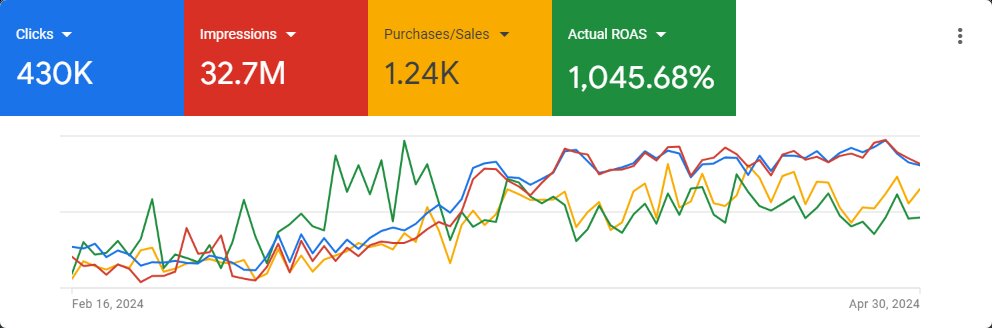 Clicks
430K
Impressions
32.7M
Purchases/Sales
1.24K
Actual ROAS
1,045.68%
Feb 16, 2024
Apr 30, 2024